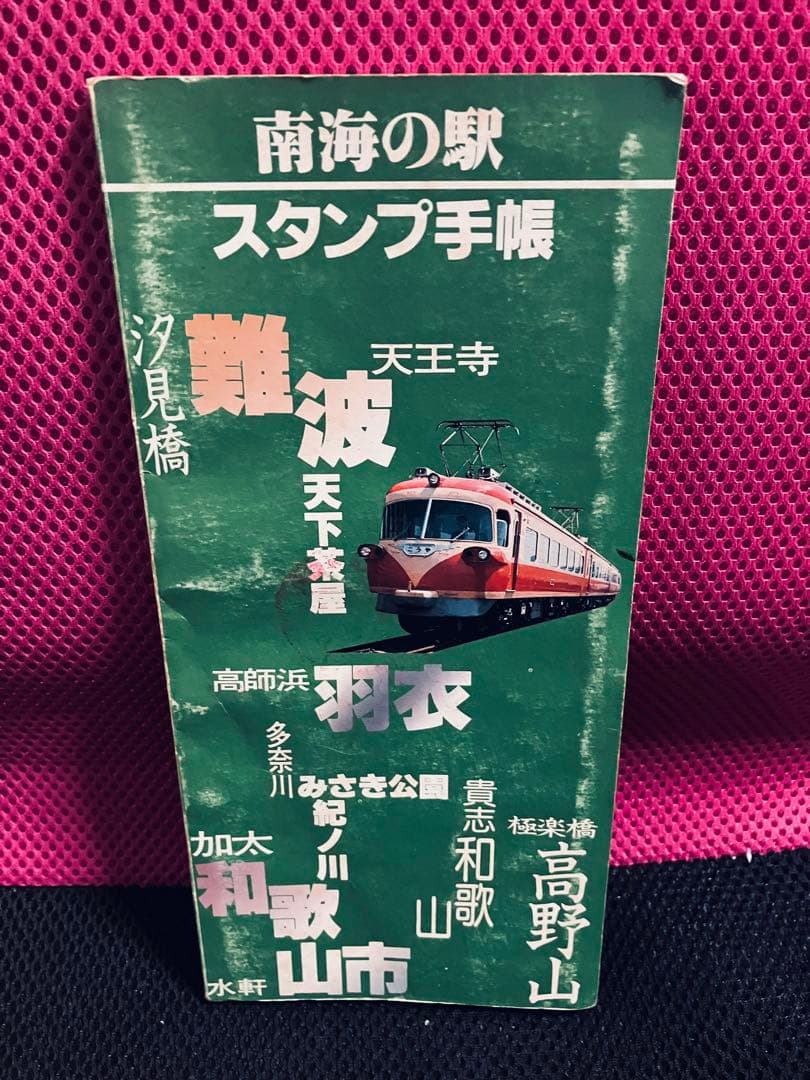 南海の駅
スタンプ手帳
汐見橋
難波
天王寺
天下茶屋
こうや
高師浜
羽衣
多奈川
みさき公園
紀ノ川
貴志
和歌山
極楽橋
高野山
加太
和歌山市
水軒